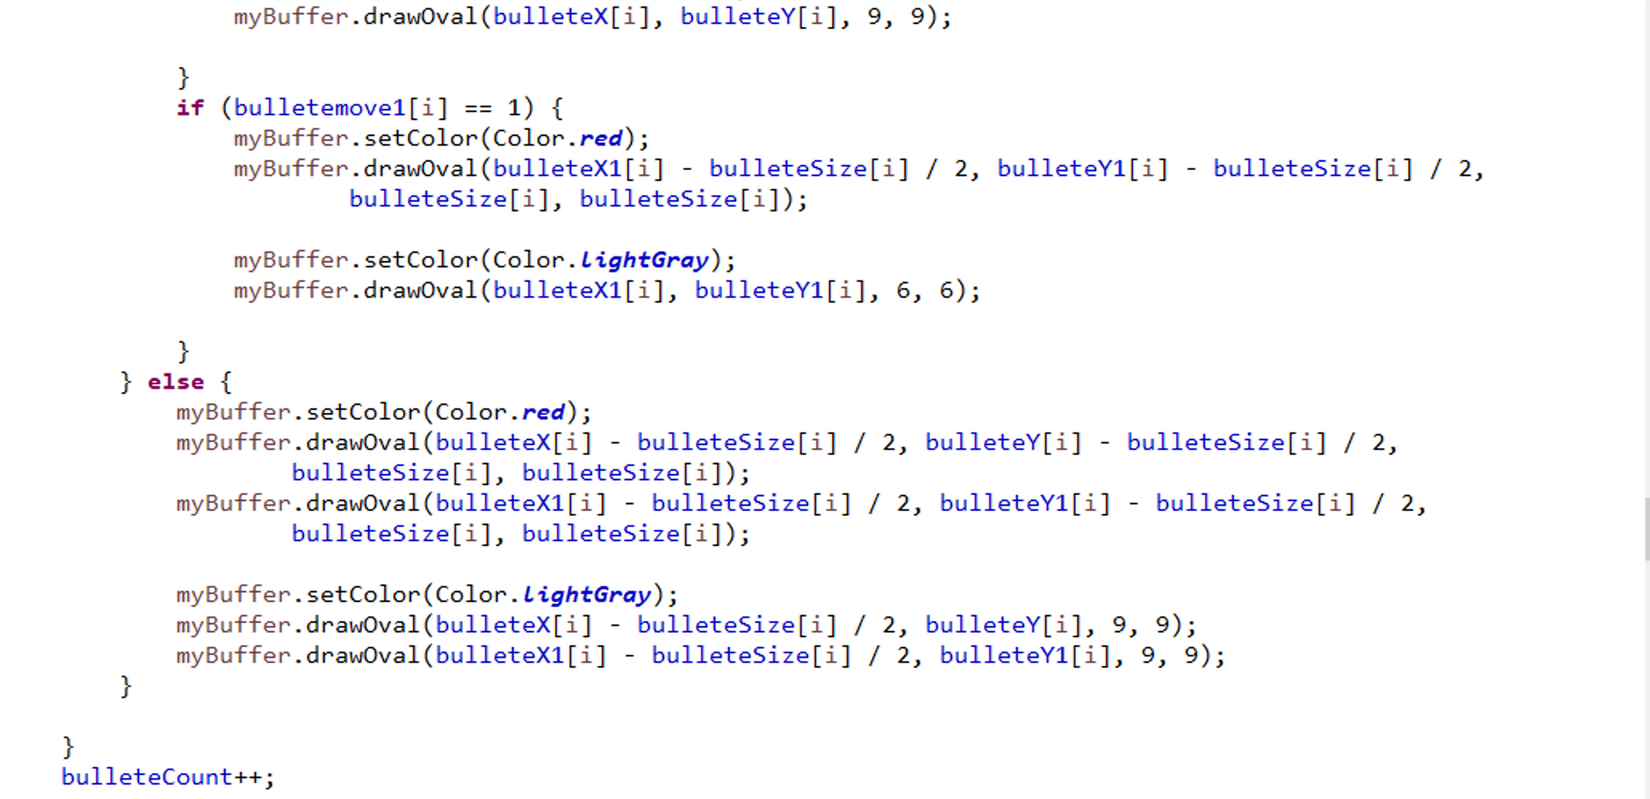 myBuffer.drawOval(bulleteX[i], bulleteY[i], 9, 9);
}
if (bulletemove1[i] == 1) {
myBuffer.setColor(Color.red);
myBuffer.drawOval(bulleteX1[i] - bulleteSize[i] / 2, bulleteY1[i] - bulleteSize[i] / 2,
bulleteSize[i], bulleteSize[i]);
myBuffer.setColor(Color.lightGray);
myBuffer.drawOval(bulleteX1[i], bulleteY1[i], 6, 6);
}
} else {
myBuffer.setColor(Color.red);
myBuffer.drawOval(bulleteX[i] - bulleteSize[i] / 2, bulleteY[i] - bulleteSize[i] / 2,
bulleteSize[i], bulleteSize[i]);
myBuffer.drawOval(bulleteX1[i] - bulleteSize[i] / 2, bulleteY1[i] - bulleteSize[i] / 2,
bulleteSize[i], bulleteSize[i]);
myBuffer.setColor(Color.lightGray);
myBuffer.drawOval(bulleteX[i] - bulleteSize[i] / 2, bulleteY[i], 9, 9);
myBuffer.drawOval(bulleteX1[i] - bulleteSize[i] / 2, bulleteY1[i], 9, 9);
}
}
bulleteCount++;